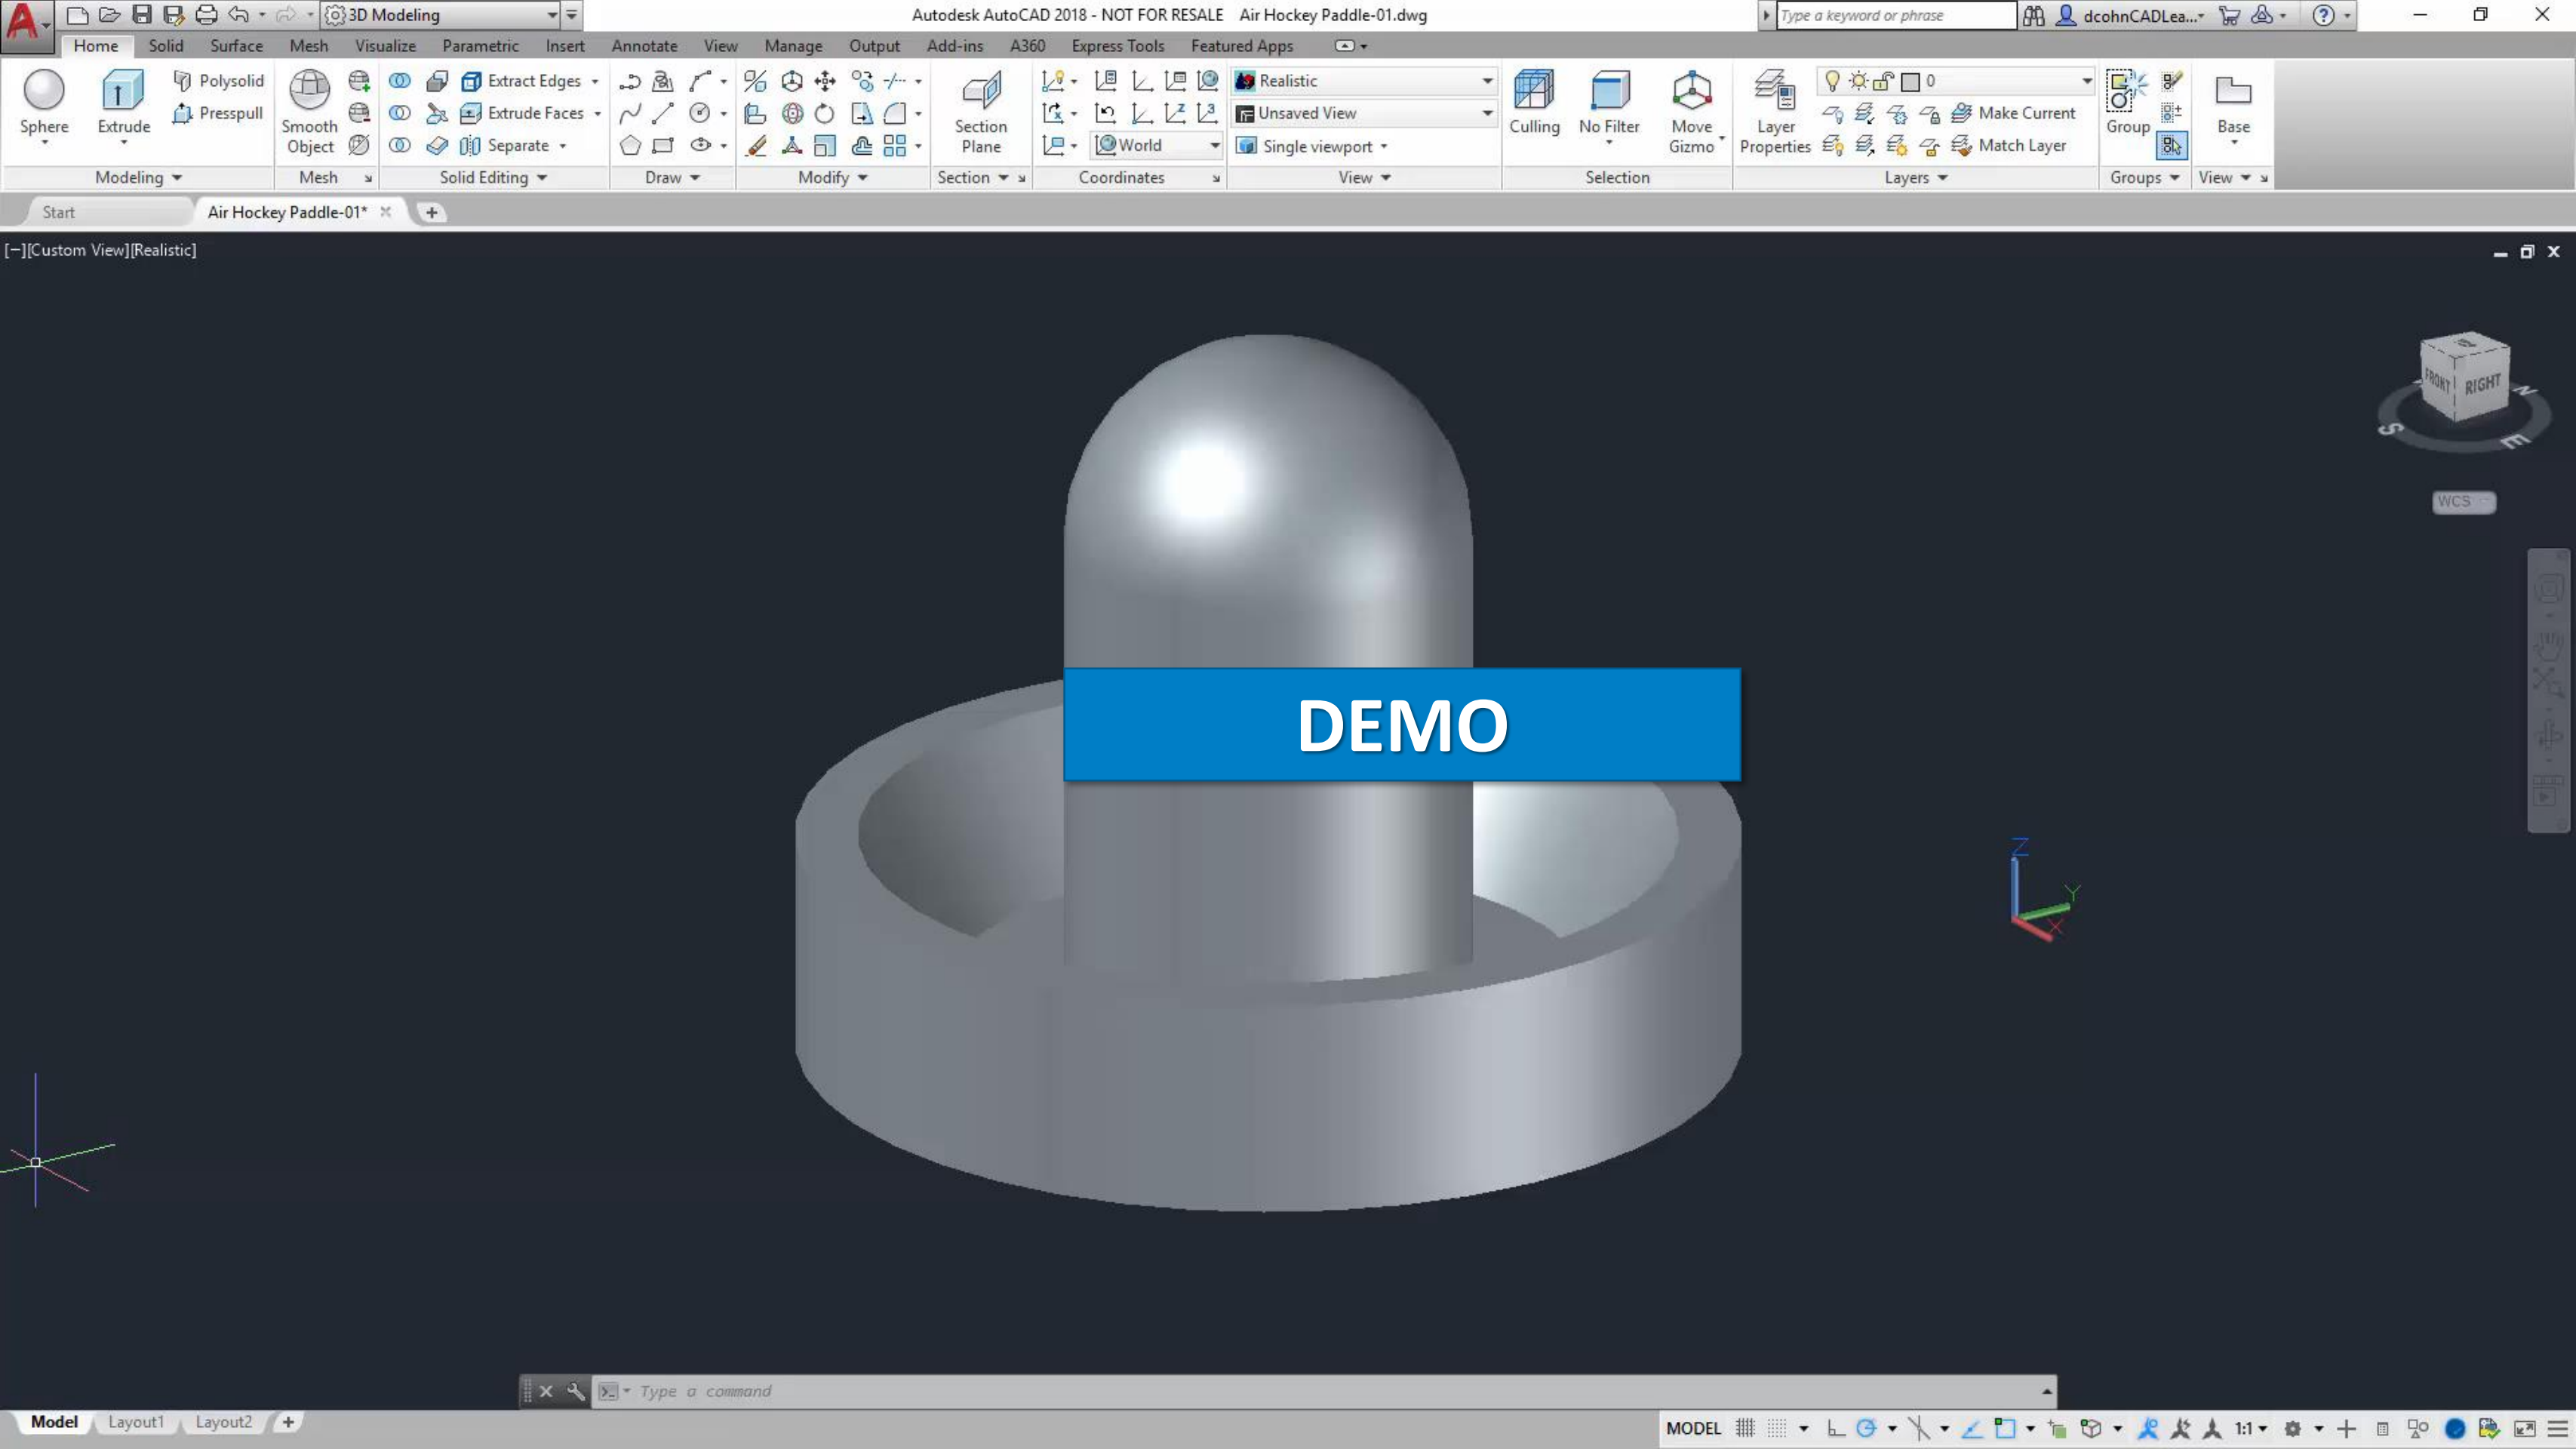 3D Modeling
Autodesk AutoCAD 2018 - NOT FOR RESALE Air Hockey Paddle-01.dwg
Type a keyword or phrase
dcohnCADLea...
Home Solid Surface Mesh Visualize Parametric Insert Annotate View Manage Output Add-ins A360 Express Tools Featured Apps
Polysolid Extract Edges Realistic 0
Presspull Extrude Faces Unsaved View Make Current
Sphere Extrude Smooth Object Separate Section Plane World Single viewport Culling No Filter Move Gizmo Layer Properties Match Layer Group Base
Modeling Mesh Solid Editing Draw Modify Section Coordinates View Selection Layers Groups View
Start Air Hockey Paddle-01*
[−][Custom View][Realistic]
FRONT RIGHT
S E N
WCS
DEMO
Z
Y
X
Type a command
Model Layout1 Layout2
MODEL 1:1